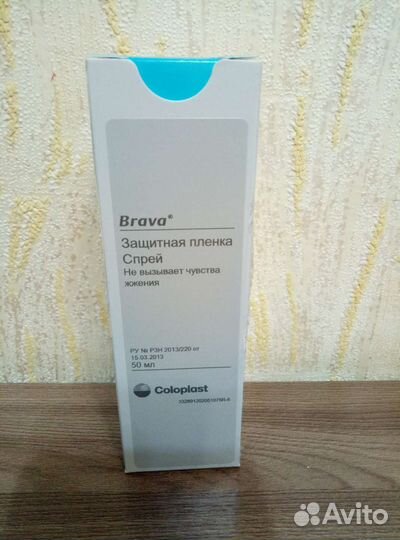 Brava®
Защитная пленка
Спрей
Не вызывает чувства
жжения
РУ № РЗН 2013/220 от
15.03.2013
50 мл
Coloplast
Avito